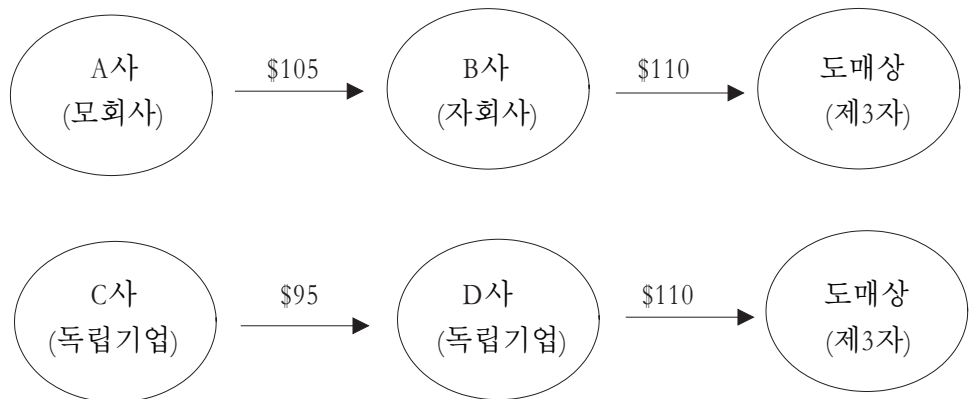 A사
(모회사)
$105
B사
(자회사)
$110
도매상
(제3자)
C사
(독립기업)
$95
D사
(독립기업)
$110
도매상
(제3자)